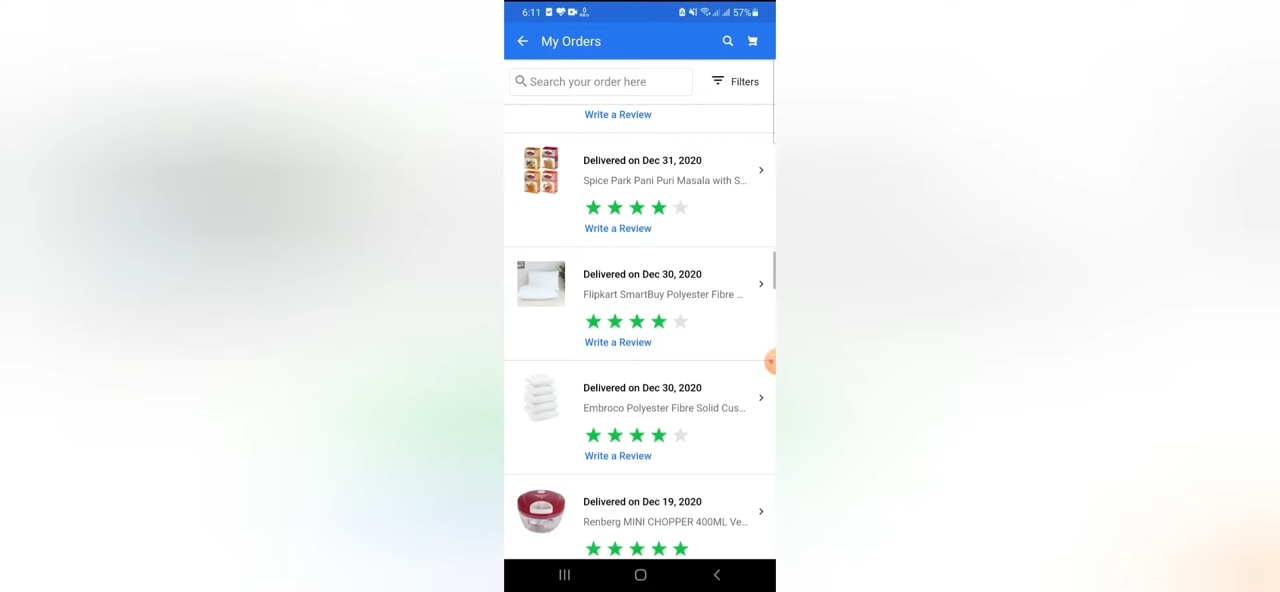 6:11
57%
My Orders
Search your order here
Filters
Write a Review
Delivered on Dec 31, 2020
Spice Park Pani Puri Masala with S...
Write a Review
Delivered on Dec 30, 2020
Flipkart SmartBuy Polyester Fibre ...
Write a Review
Delivered on Dec 30, 2020
Embroco Polyester Fibre Solid Cus...
Write a Review
Delivered on Dec 19, 2020
Renberg MINI CHOPPER 400ML Ve...